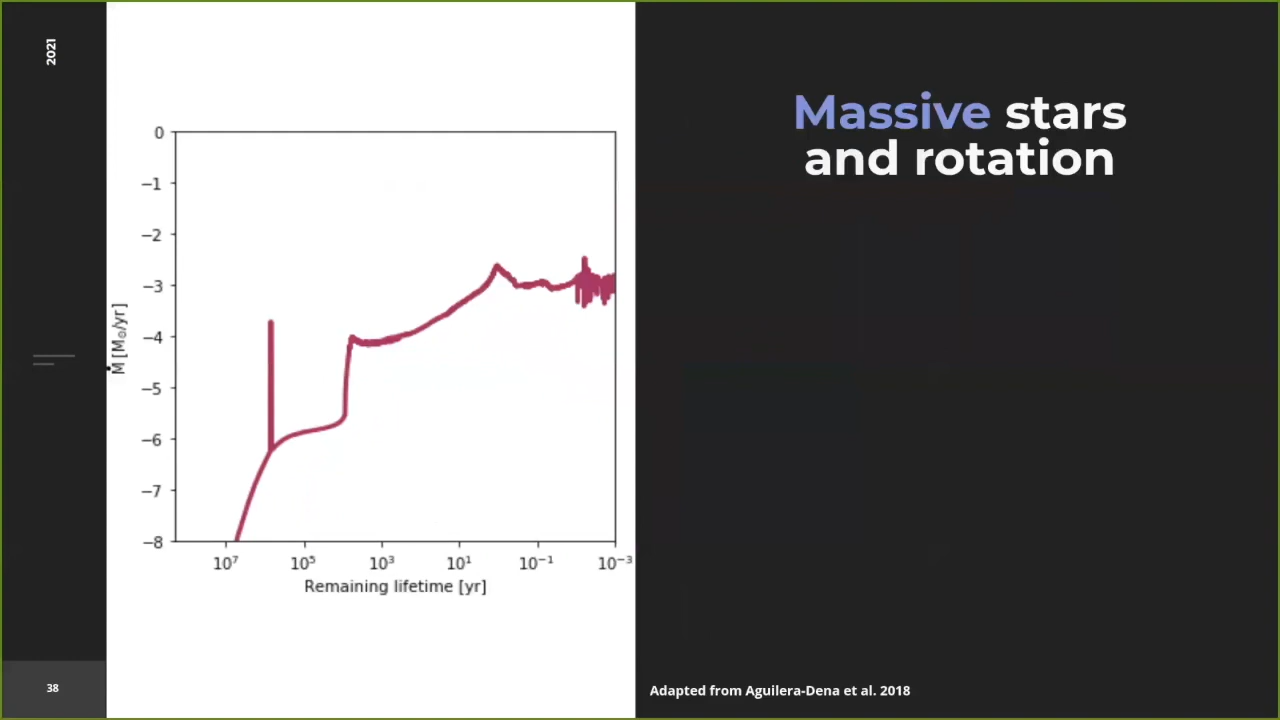 2021
Massive stars
and rotation
0
−1
−2
−3
−4
−5
−6
−7
−8
Ṁ [M☉/yr]
10⁷ 10⁵ 10³ 10¹ 10⁻¹ 10⁻³
Remaining lifetime [yr]
38
Adapted from Aguilera-Dena et al. 2018